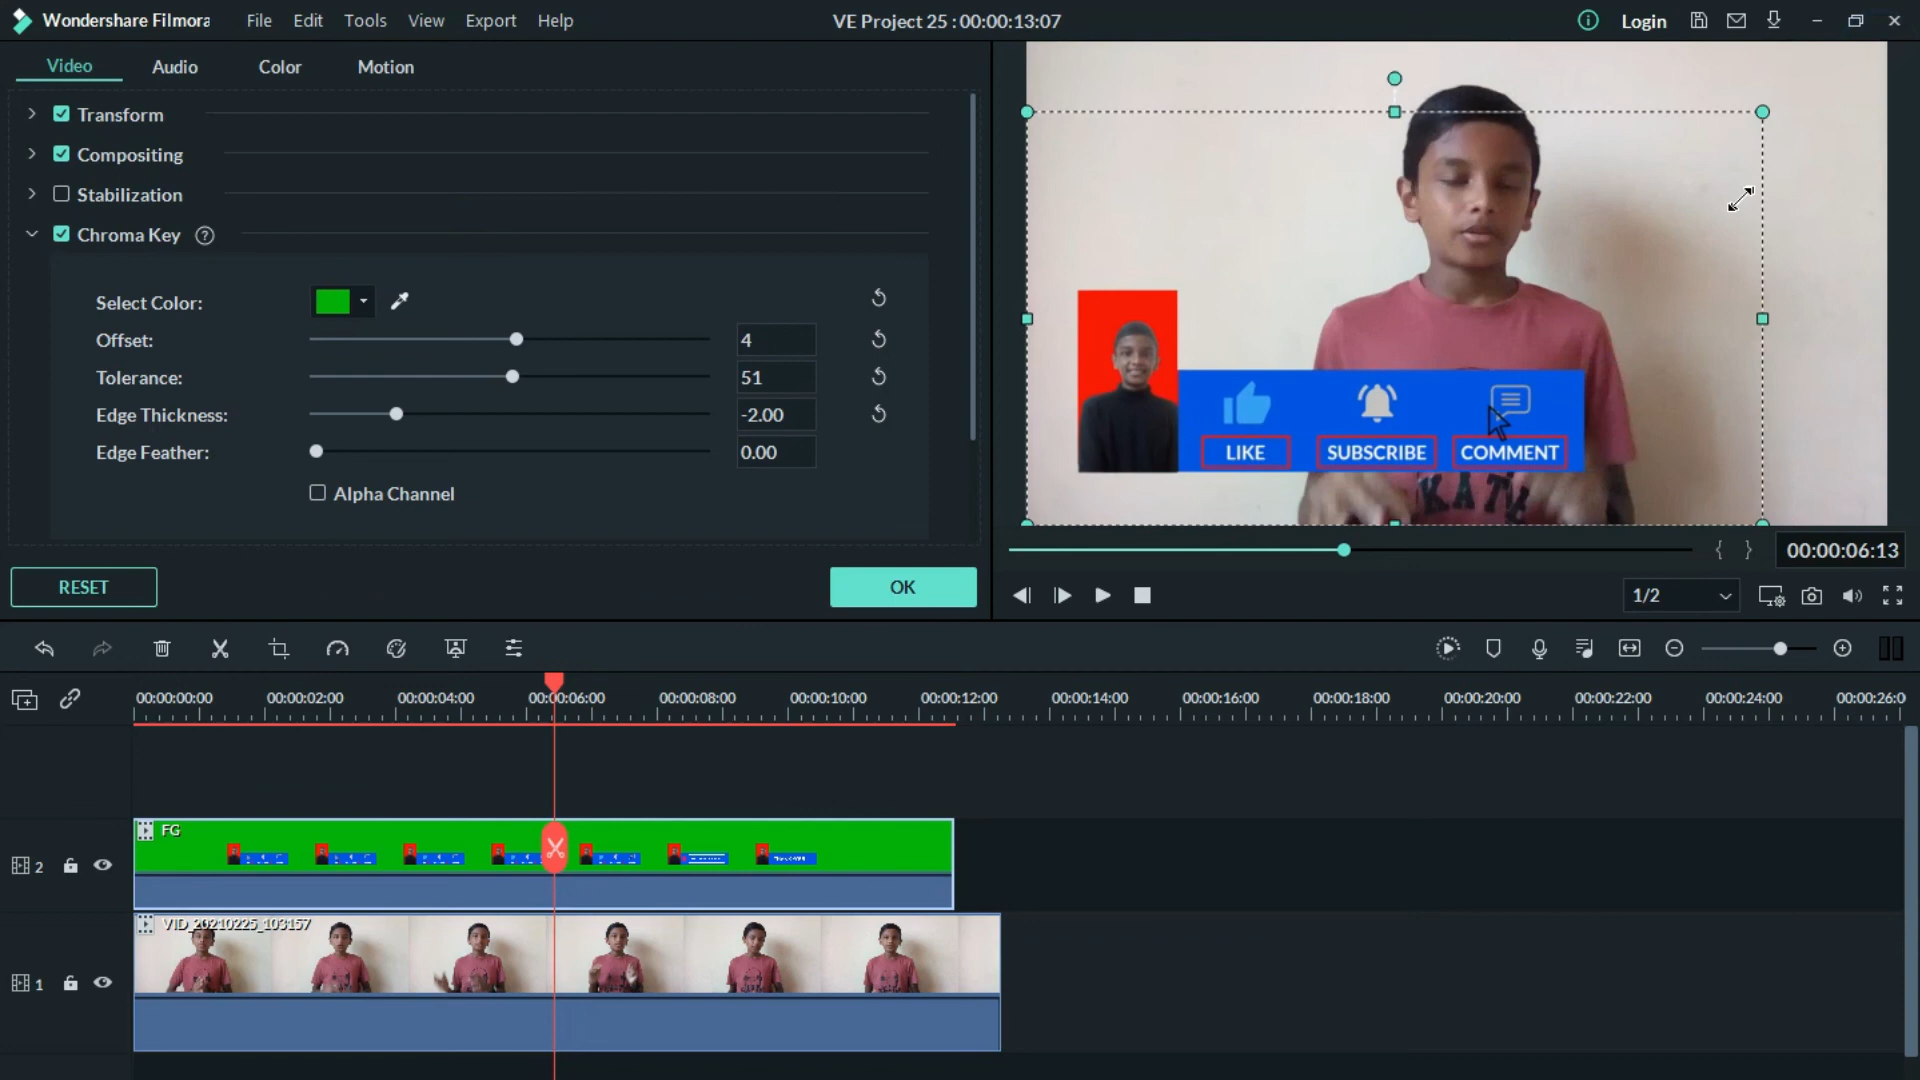 Wondershare Filmora
File Edit Tools View Export Help
VE Project 25 : 00:00:13:07
Login
Video Audio Color Motion
Transform
Compositing
Stabilization
Chroma Key ?
Select Color:
Offset: 4
Tolerance: 51
Edge Thickness: -2.00
Edge Feather: 0.00
Alpha Channel
RESET OK
LIKE SUBSCRIBE COMMENT
{ } 00:00:06:13
1/2
00:00:00:00 00:00:02:00 00:00:04:00 00:00:06:00 00:00:08:00 00:00:10:00 00:00:12:00 00:00:14:00 00:00:16:00 00:00:18:00 00:00:20:00 00:00:22:00 00:00:24:00 00:00:26:0
FG
2
VID_20210225_103157
1